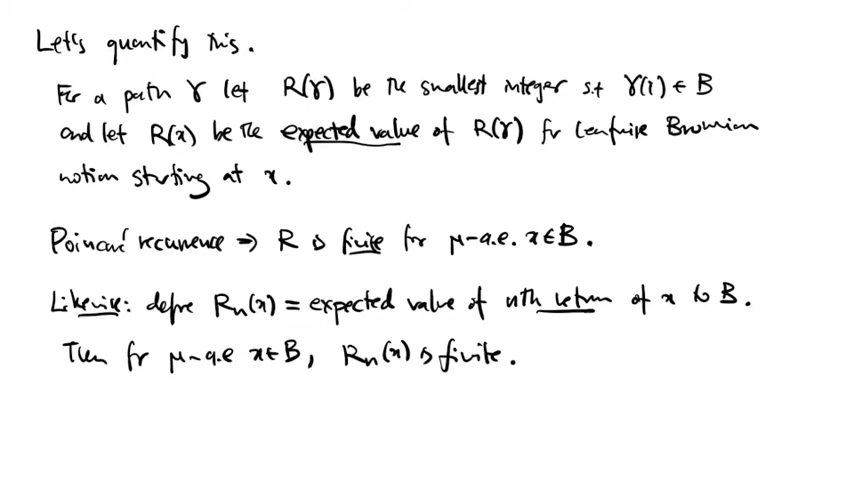 Let's quantify this.
For a path γ let R(γ) be the smallest integer s.t γ(i) ∈ B
and let R(x) be the expected value of R(γ) for leafwise Brownian
motion starting at x.
Poincaré recurrence ⇒ R is finite for μ-a.e. x∈B.
Likewise: define Rn(x) = expected value of nth return of x to B.
Then for μ-a.e x∈B, Rn(x) is finite.